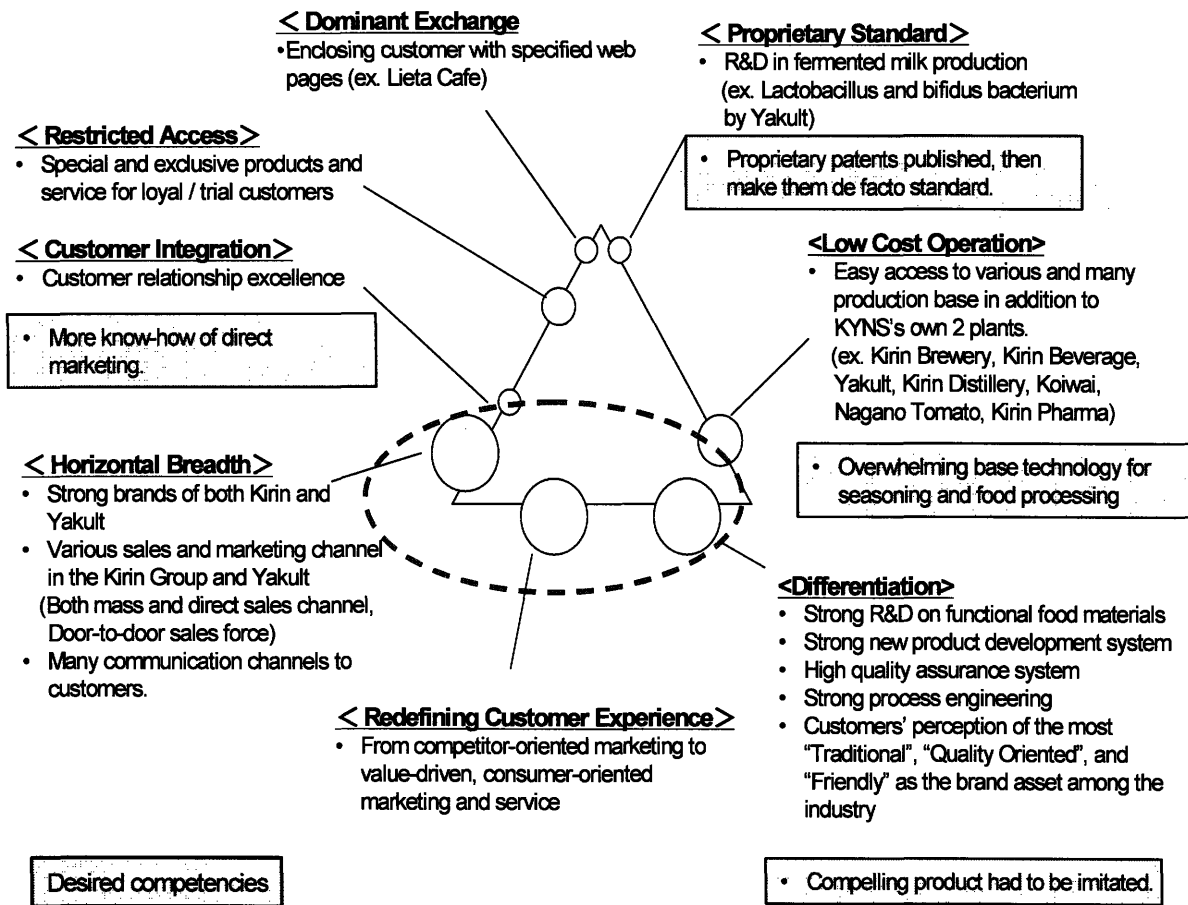 < Dominant Exchange
•Enclosing customer with specified web
pages (ex. Lieta Cafe)
< Proprietary Standard>
• R&D in fermented milk production
(ex. Lactobacillus and bifidus bacterium
by Yakult)
• Proprietary patents published, then
make them de facto standard.
< Restricted Access>
• Special and exclusive products and
service for loyal / trial customers
< Customer Integration>
• Customer relationship excellence
• More know-how of direct
marketing.
<Low Cost Operation>
• Easy access to various and many
production base in addition to
KYNS's own 2 plants.
(ex. Kirin Brewery, Kirin Beverage,
Yakult, Kirin Distillery, Koiwai,
Nagano Tomato, Kirin Pharma)
• Overwhelming base technology for
seasoning and food processing
< Horizontal Breadth>
• Strong brands of both Kirin and
Yakult
• Various sales and marketing channel
in the Kirin Group and Yakult
(Both mass and direct sales channel,
Door-to-door sales force)
• Many communication channels to
customers.
< Redefining Customer Experience>
• From competitor-oriented marketing to
value-driven, consumer-oriented
marketing and service
<Differentiation>
• Strong R&D on functional food materials
• Strong new product development system
• High quality assurance system
• Strong process engineering
• Customers' perception of the most
"Traditional", "Quality Oriented", and
"Friendly" as the brand asset among the
industry
Desired competencies
• Compelling product had to be imitated.